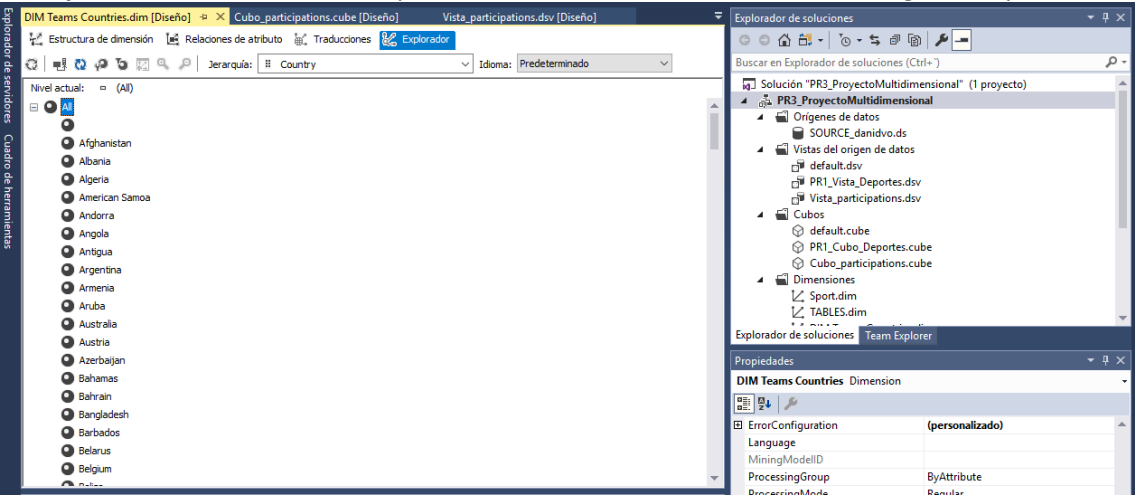 DIM Teams Countries.dim [Diseño]
Cubo_participations.cube [Diseño]
Vista_participations.dsv [Diseño]
Estructura de dimensión
Relaciones de atributo
Traducciones
Explorador
Jerarquía:
Country
Idioma:
Predeterminado
Nivel actual:
(All)
All
Afghanistan
Albania
Algeria
American Samoa
Andorra
Angola
Antigua
Argentina
Armenia
Aruba
Australia
Austria
Azerbaijan
Bahamas
Bahrain
Bangladesh
Barbados
Belarus
Belgium
Explorador de servidores
Cuadro de herramientas
Explorador de soluciones
Buscar en Explorador de soluciones (Ctrl+¨)
Solución "PR3_ProyectoMultidimensional" (1 proyecto)
PR3_ProyectoMultidimensional
Orígenes de datos
SOURCE_danidvo.ds
Vistas del origen de datos
default.dsv
PR1_Vista_Deportes.dsv
Vista_participations.dsv
Cubos
default.cube
PR1_Cubo_Deportes.cube
Cubo_participations.cube
Dimensiones
Sport.dim
TABLES.dim
Explorador de soluciones
Team Explorer
Propiedades
DIM Teams Countries Dimension
ErrorConfiguration (personalizado)
Language
MiningModelID
ProcessingGroup ByAttribute
ProcessingMode Regular